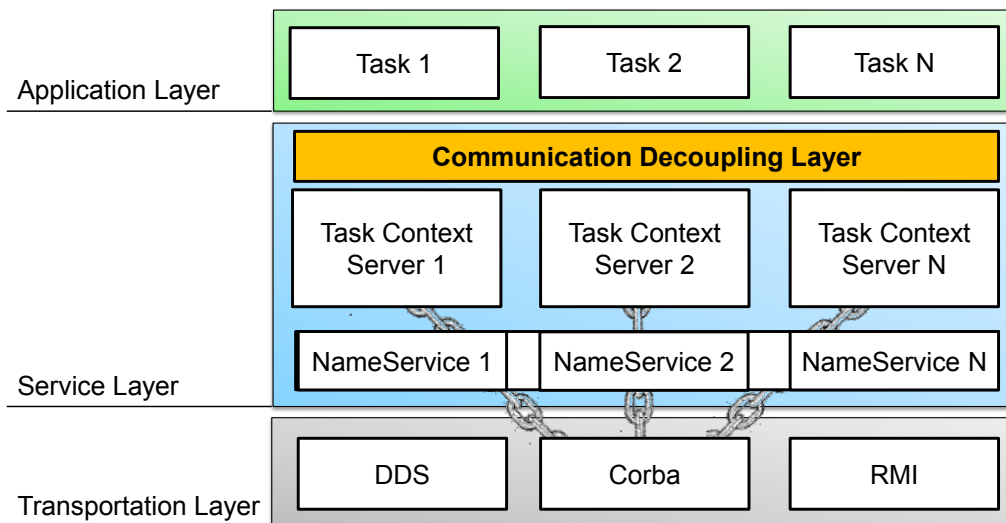 Task 1
Task 2
Task N
Application Layer
Communication Decoupling Layer
Task Context
Server 1
Task Context
Server 2
Task Context
Server N
NameService 1
NameService 2
NameService N
Service Layer
DDS
Corba
RMI
Transportation Layer